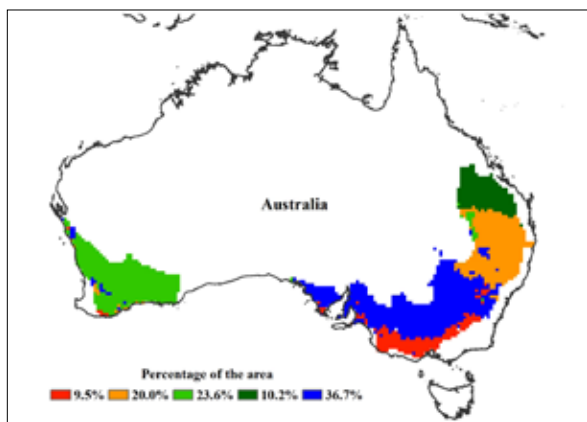 Australia
Percentage of the area
9.5% 20.0% 23.6% 10.2% 36.7%